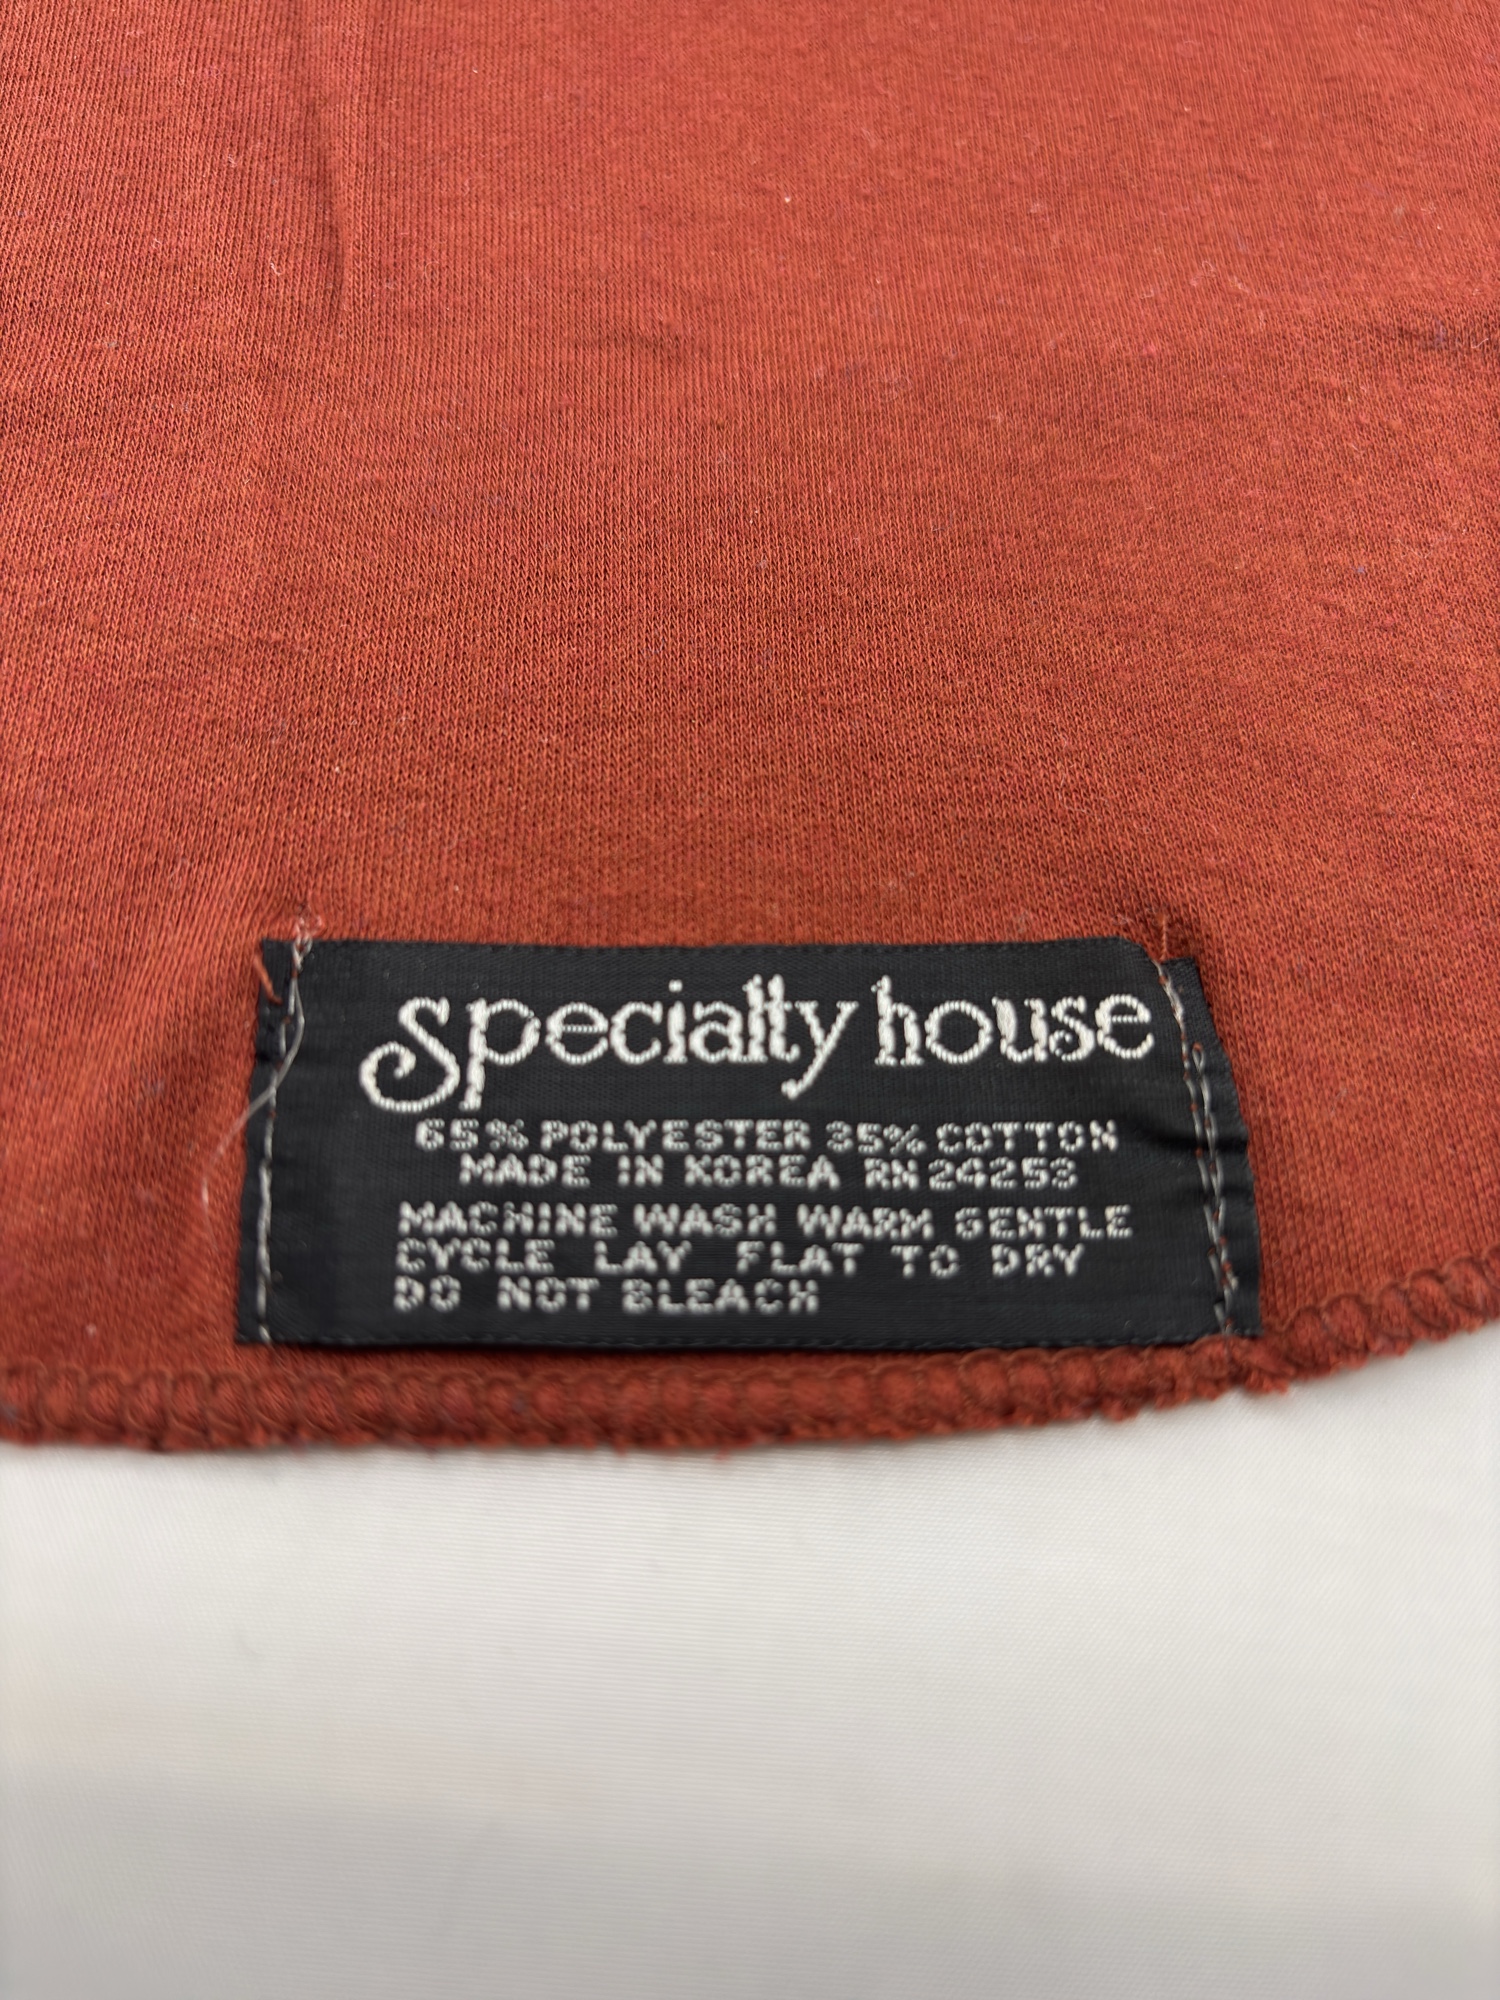 Specialty house
65% POLYESTER 35% COTTON
MADE IN KOREA RN 24253
MACHINE WASH WARM GENTLE
CYCLE LAY FLAT TO DRY
DO NOT BLEACH